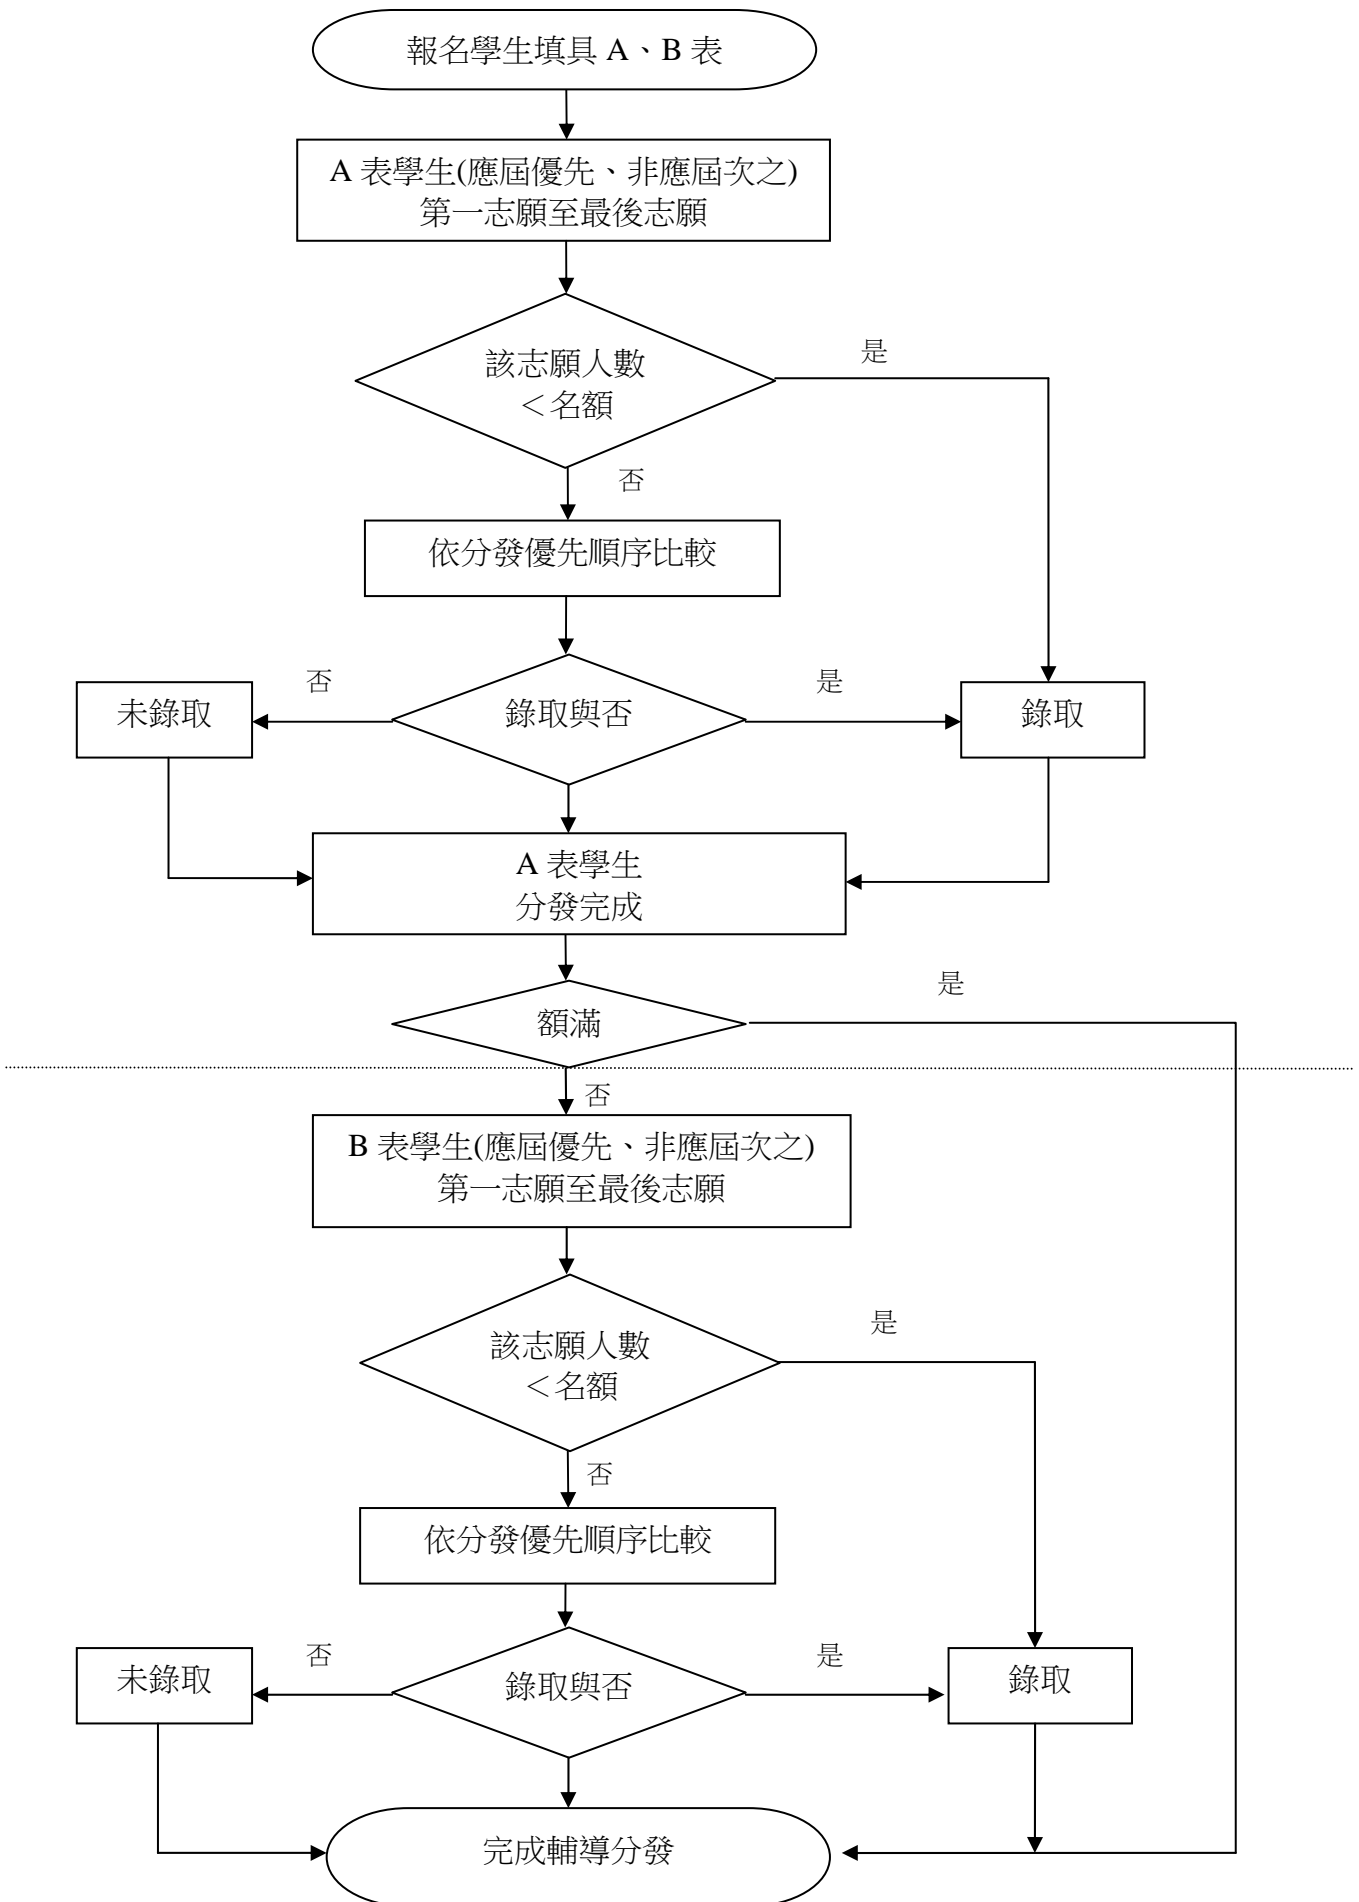 報名學生填具 A、B 表
A 表學生(應屆優先、非應屆次之)
第一志願至最後志願
該志願人數
＜名額
是
否
依分發優先順序比較
否
是
未錄取
錄取與否
錄取
A 表學生
分發完成
是
額滿
否
B 表學生(應屆優先、非應屆次之)
第一志願至最後志願
是
該志願人數
＜名額
否
依分發優先順序比較
否
是
未錄取
錄取與否
錄取
完成輔導分發